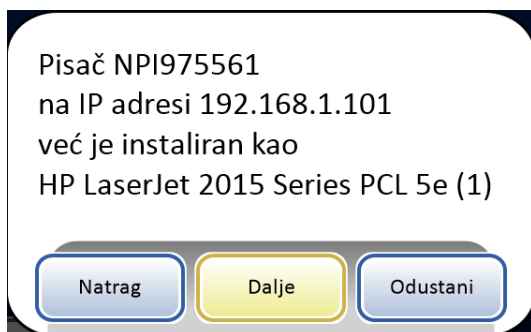 Pisač NPI975561
na IP adresi 192.168.1.101
već je instaliran kao
HP LaserJet 2015 Series PCL 5e (1)
Natrag
Dalje
Odustani